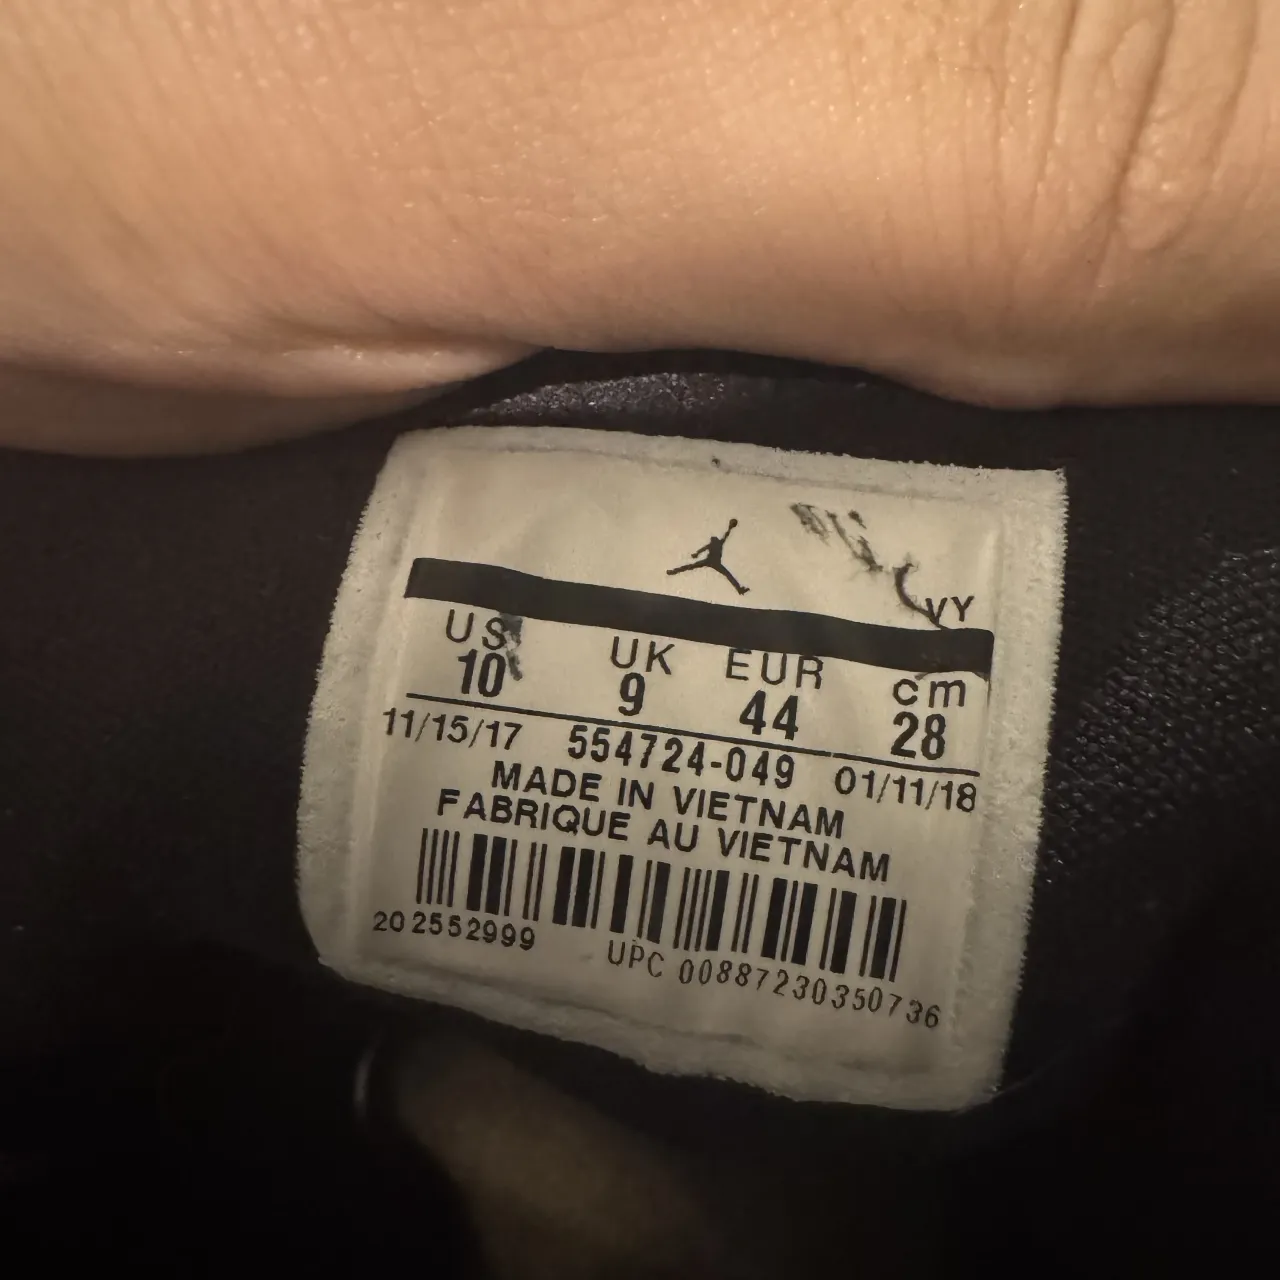 VY
US UK EUR cm
10 9 44 28
11/15/17 554724-049 01/11/18
MADE IN VIETNAM
FABRIQUE AU VIETNAM
202552999 UPC 00887230350736